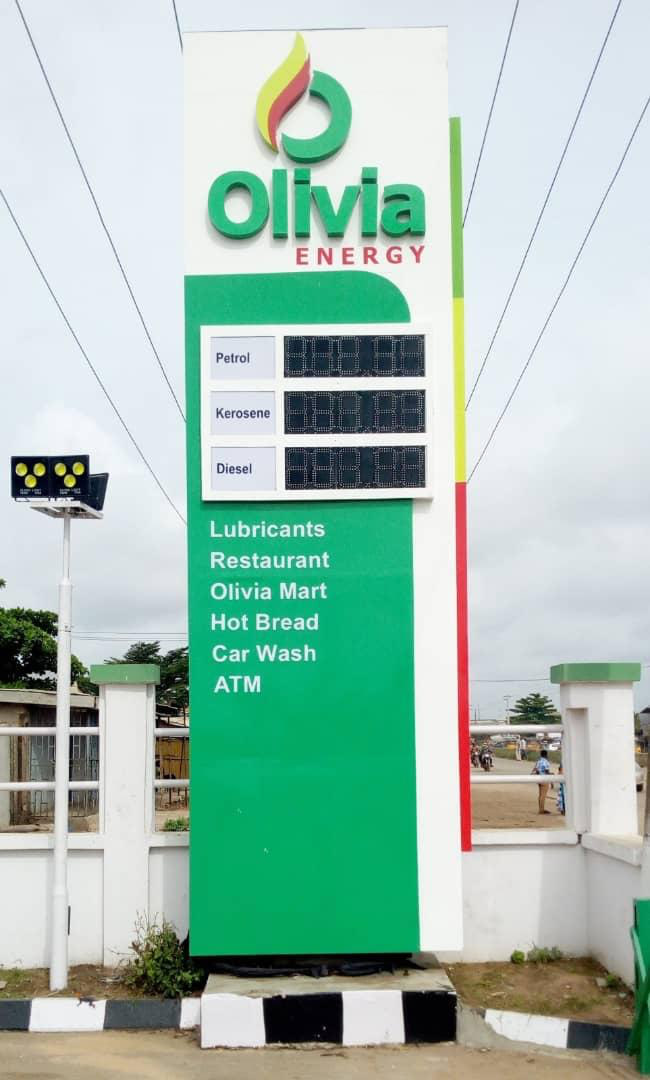 Olivia
ENERGY
Petrol
Kerosene
Diesel
Lubricants
Restaurant
Olivia Mart
Hot Bread
Car Wash
ATM